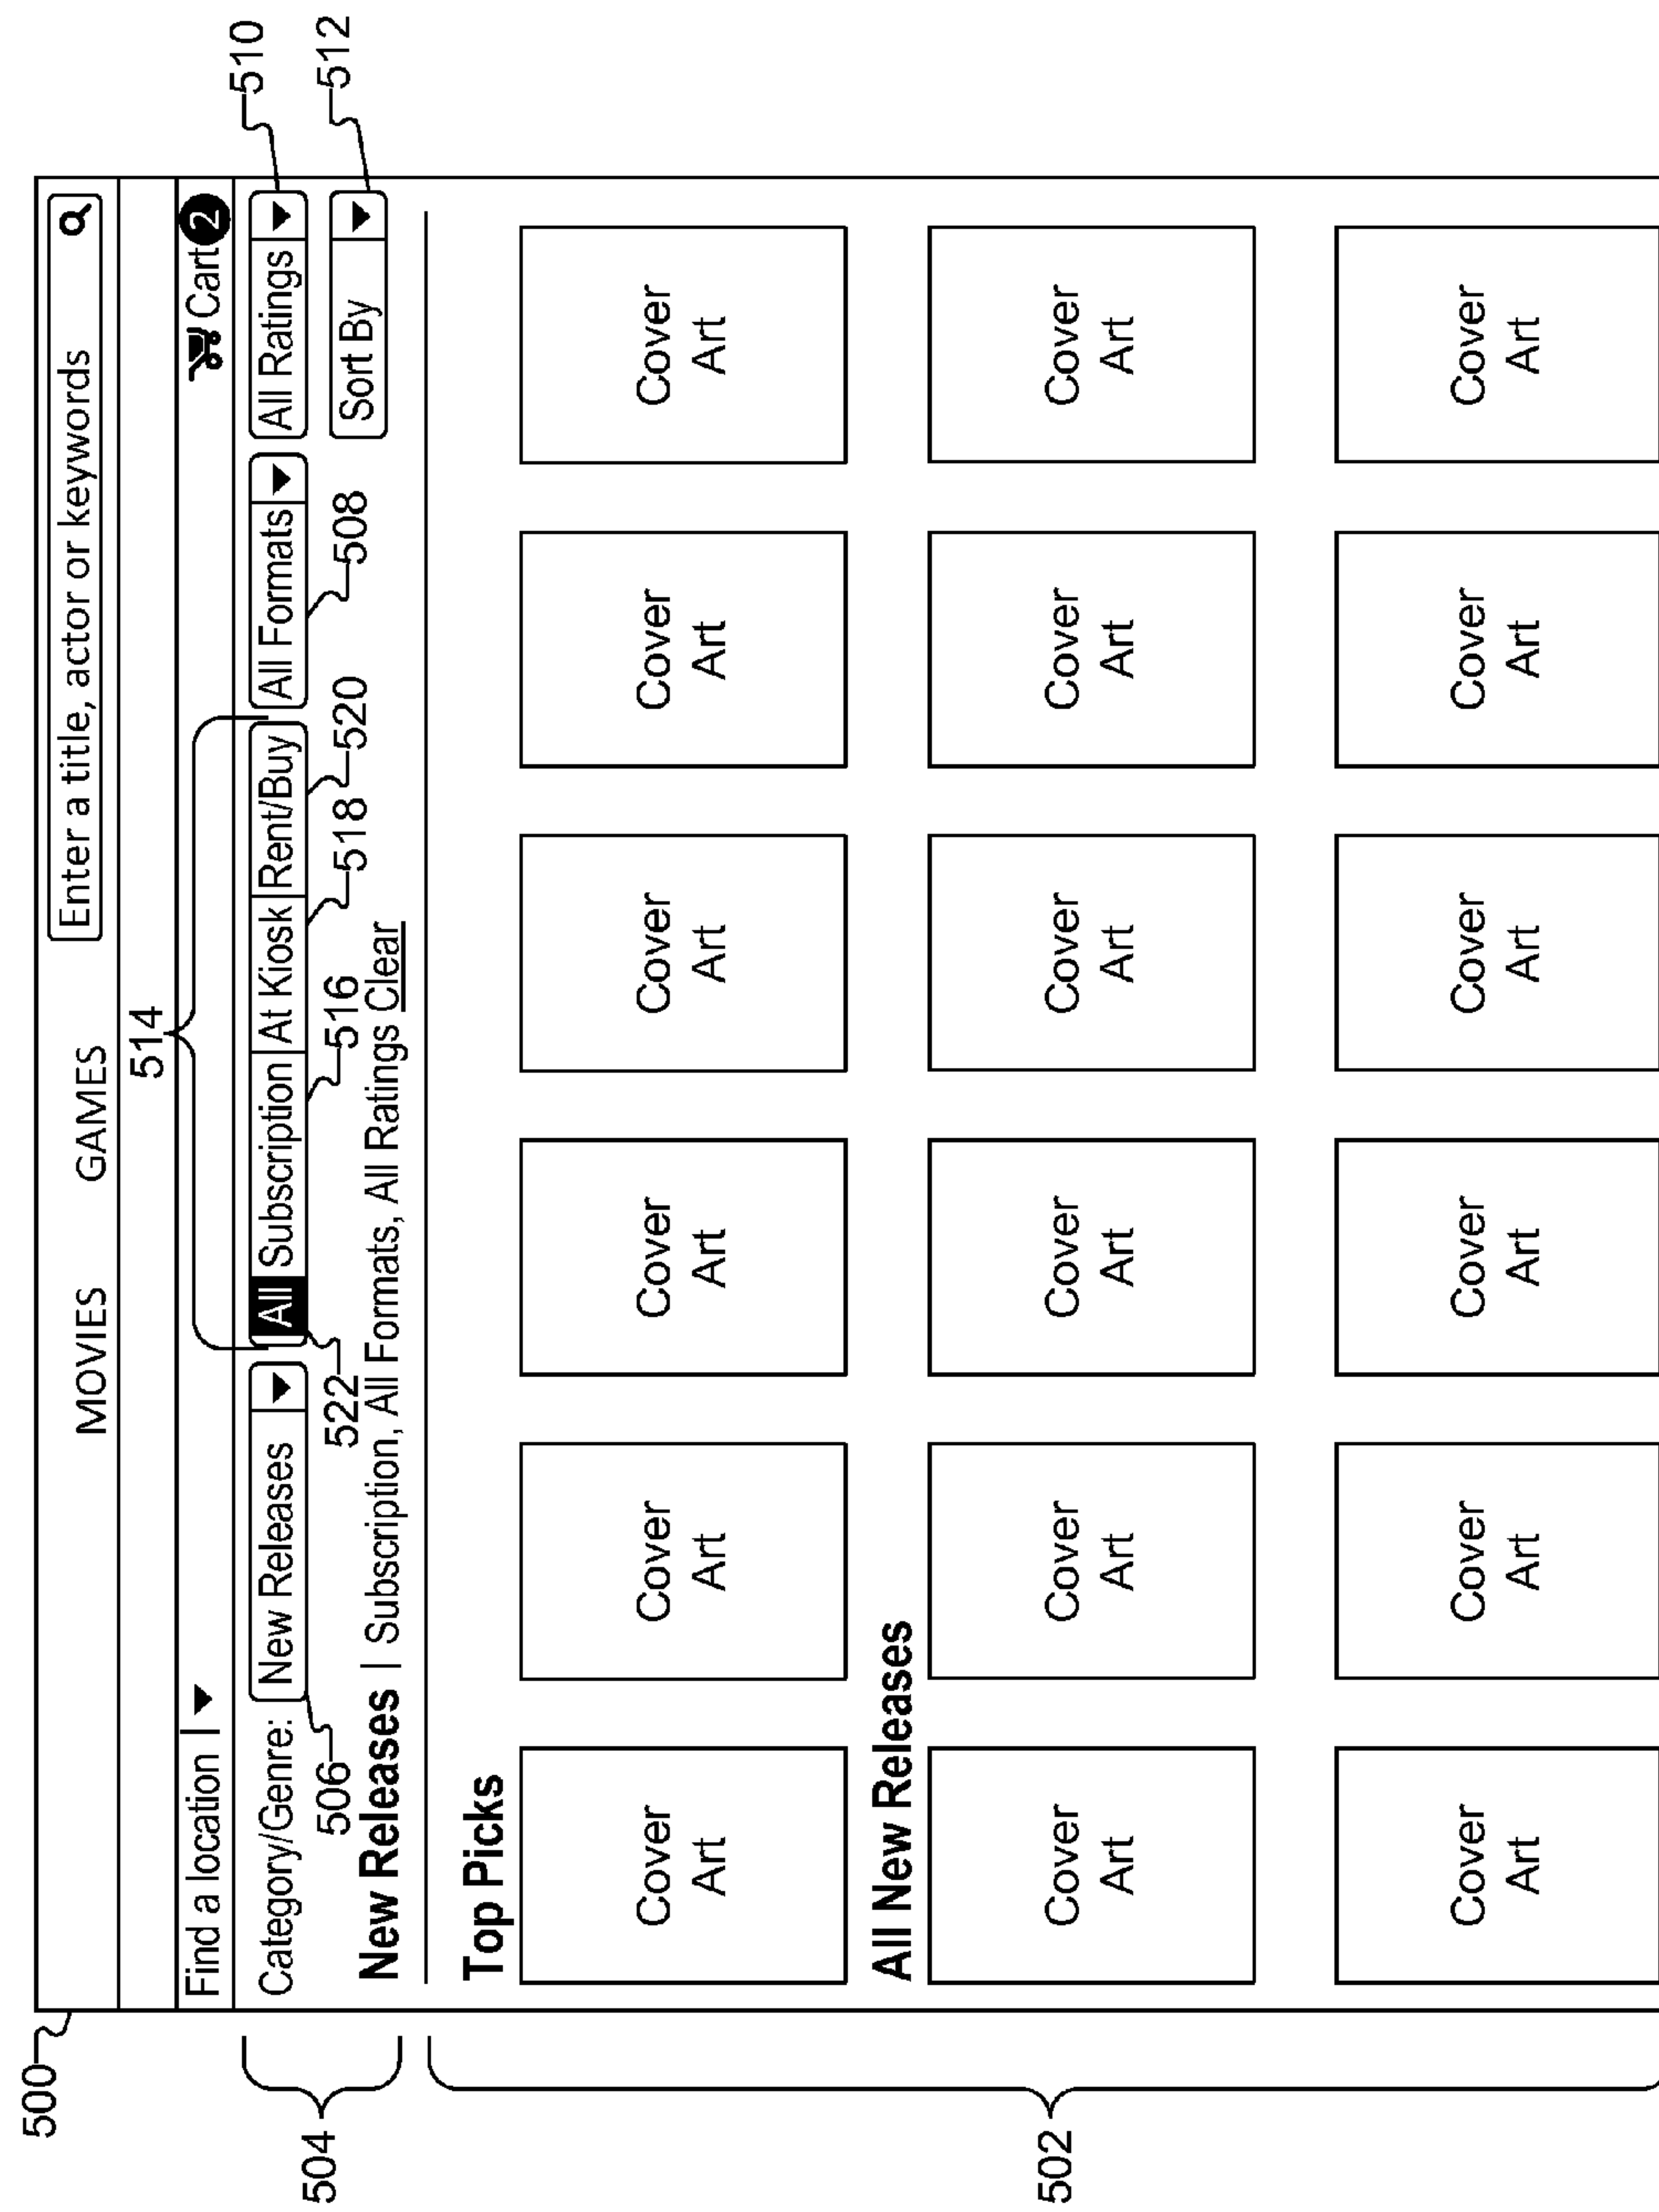 500
MOVIES GAMES Enter a title, actor or keywords
514
Find a location Cart 2
Category/Genre: New Releases All Subscription At Kiosk Rent/Buy All Formats All Ratings 510
504 506 522 516 518 520 508 Sort By 512
New Releases | Subscription, All Formats, All Ratings Clear
Top Picks
Cover Cover Cover Cover Cover Cover
Art Art Art Art Art Art
All New Releases
502
Cover Cover Cover Cover Cover Cover
Art Art Art Art Art Art
Cover Cover Cover Cover Cover Cover
Art Art Art Art Art Art